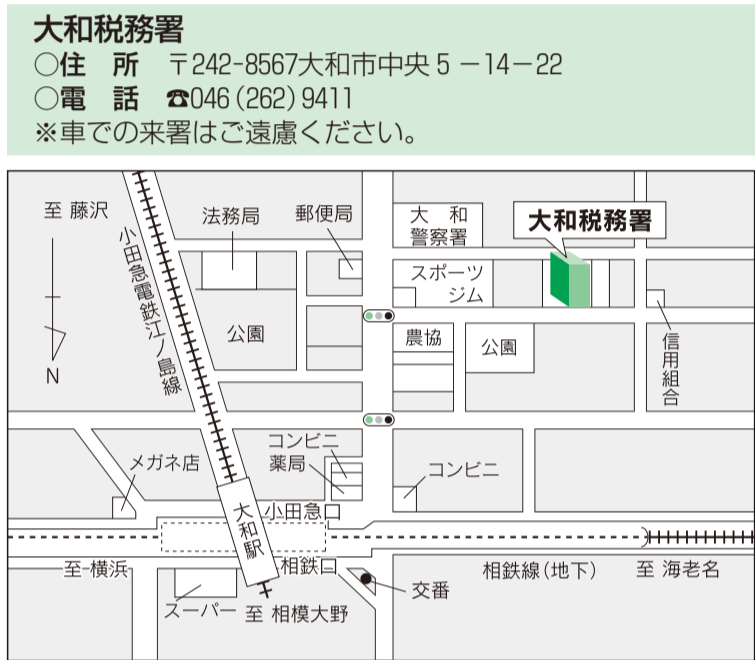 大和税務署
○住　所　〒242-8567大和市中央５－14－22
○電　話　☎046（262）9411
※車での来署はご遠慮ください。
至 藤沢
法務局
郵便局
大　和
警察署
大和税務署
小田急電鉄江ノ島線
スポーツ
ジム
公園
農協
公園
信用組合
N
メガネ店
コンビニ
薬局
コンビニ
小田急口
大和駅
至 横浜
相鉄口
相鉄線（地下）
至 海老名
スーパー
至 相模大野
交番